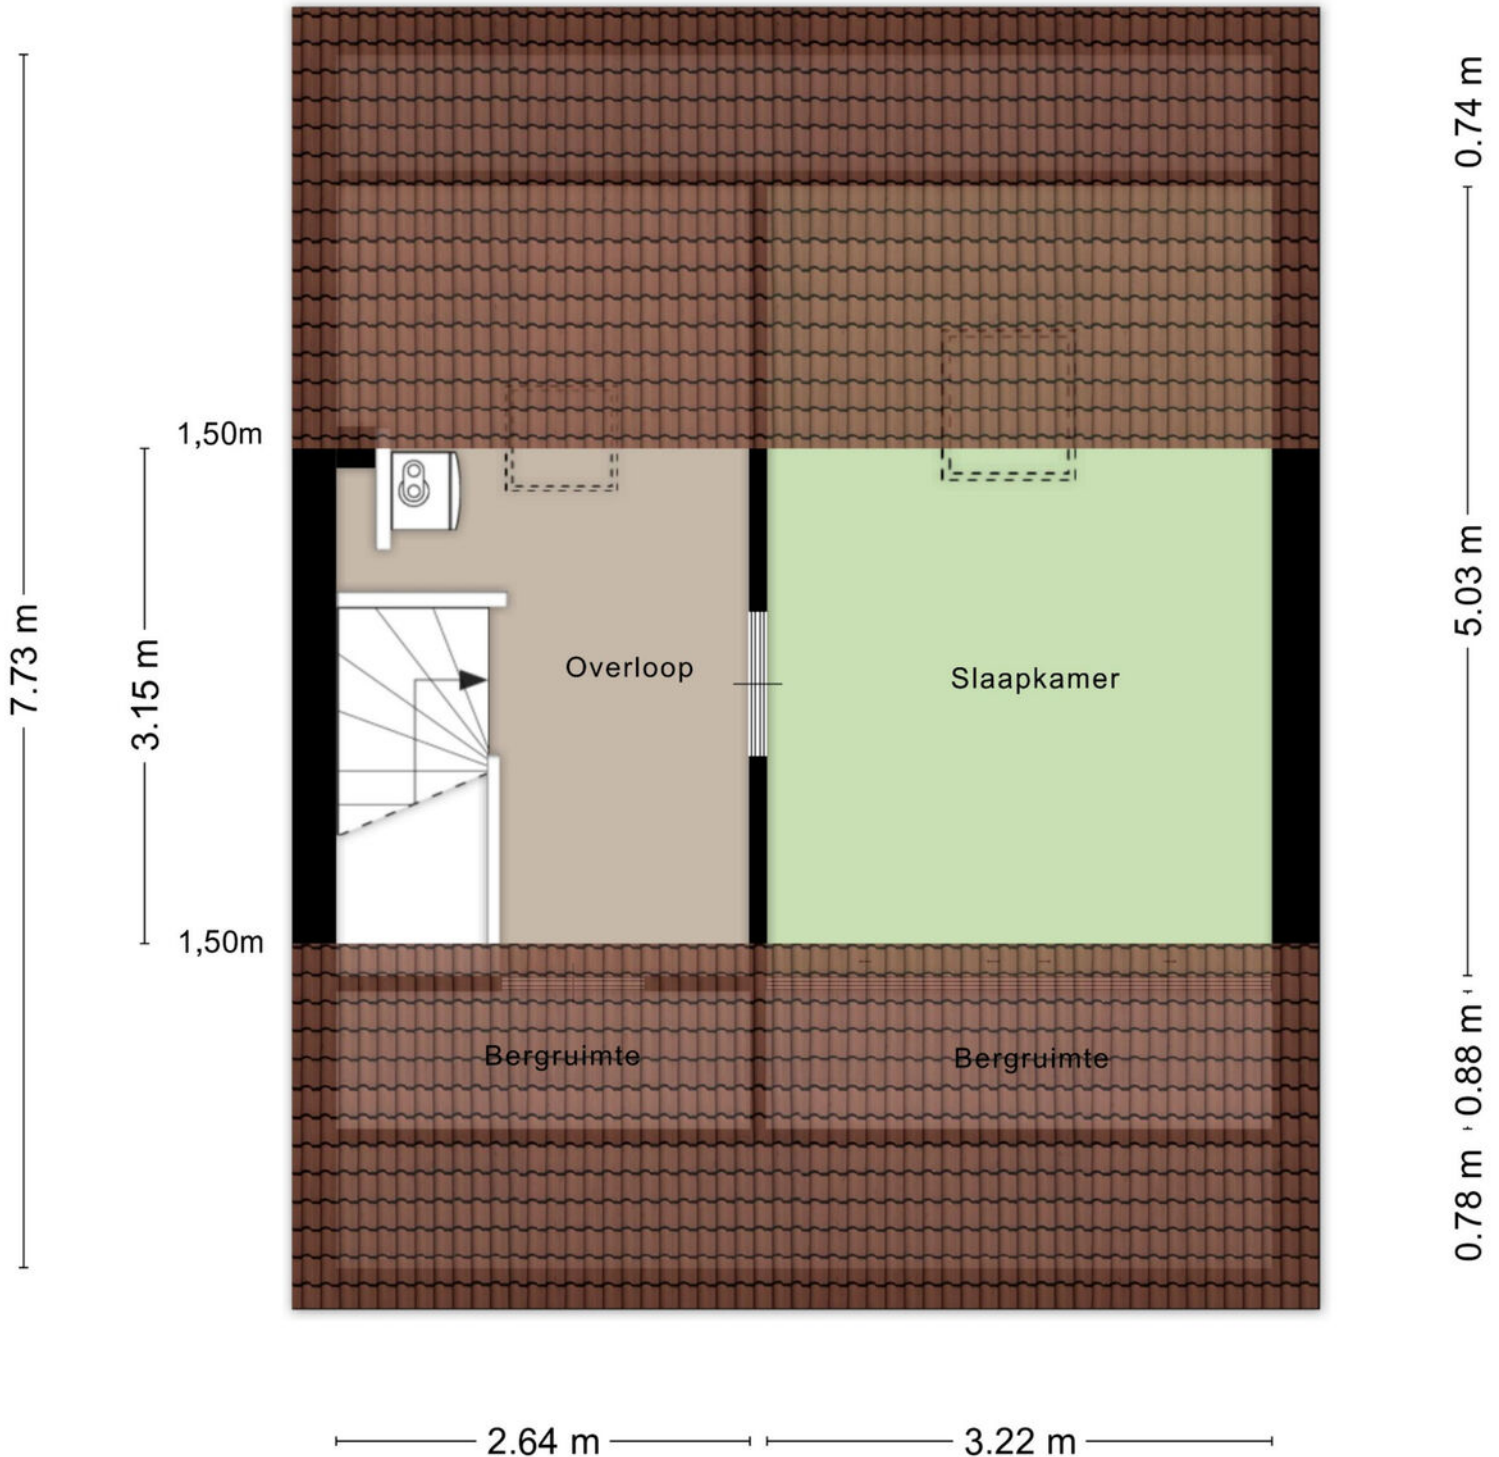 0.74 m
1,50m
5.03 m
7.73 m
3.15 m
Overloop
Slaapkamer
1,50m
Bergruimte
Bergruimte
0.88 m
0.78 m
2.64 m
3.22 m